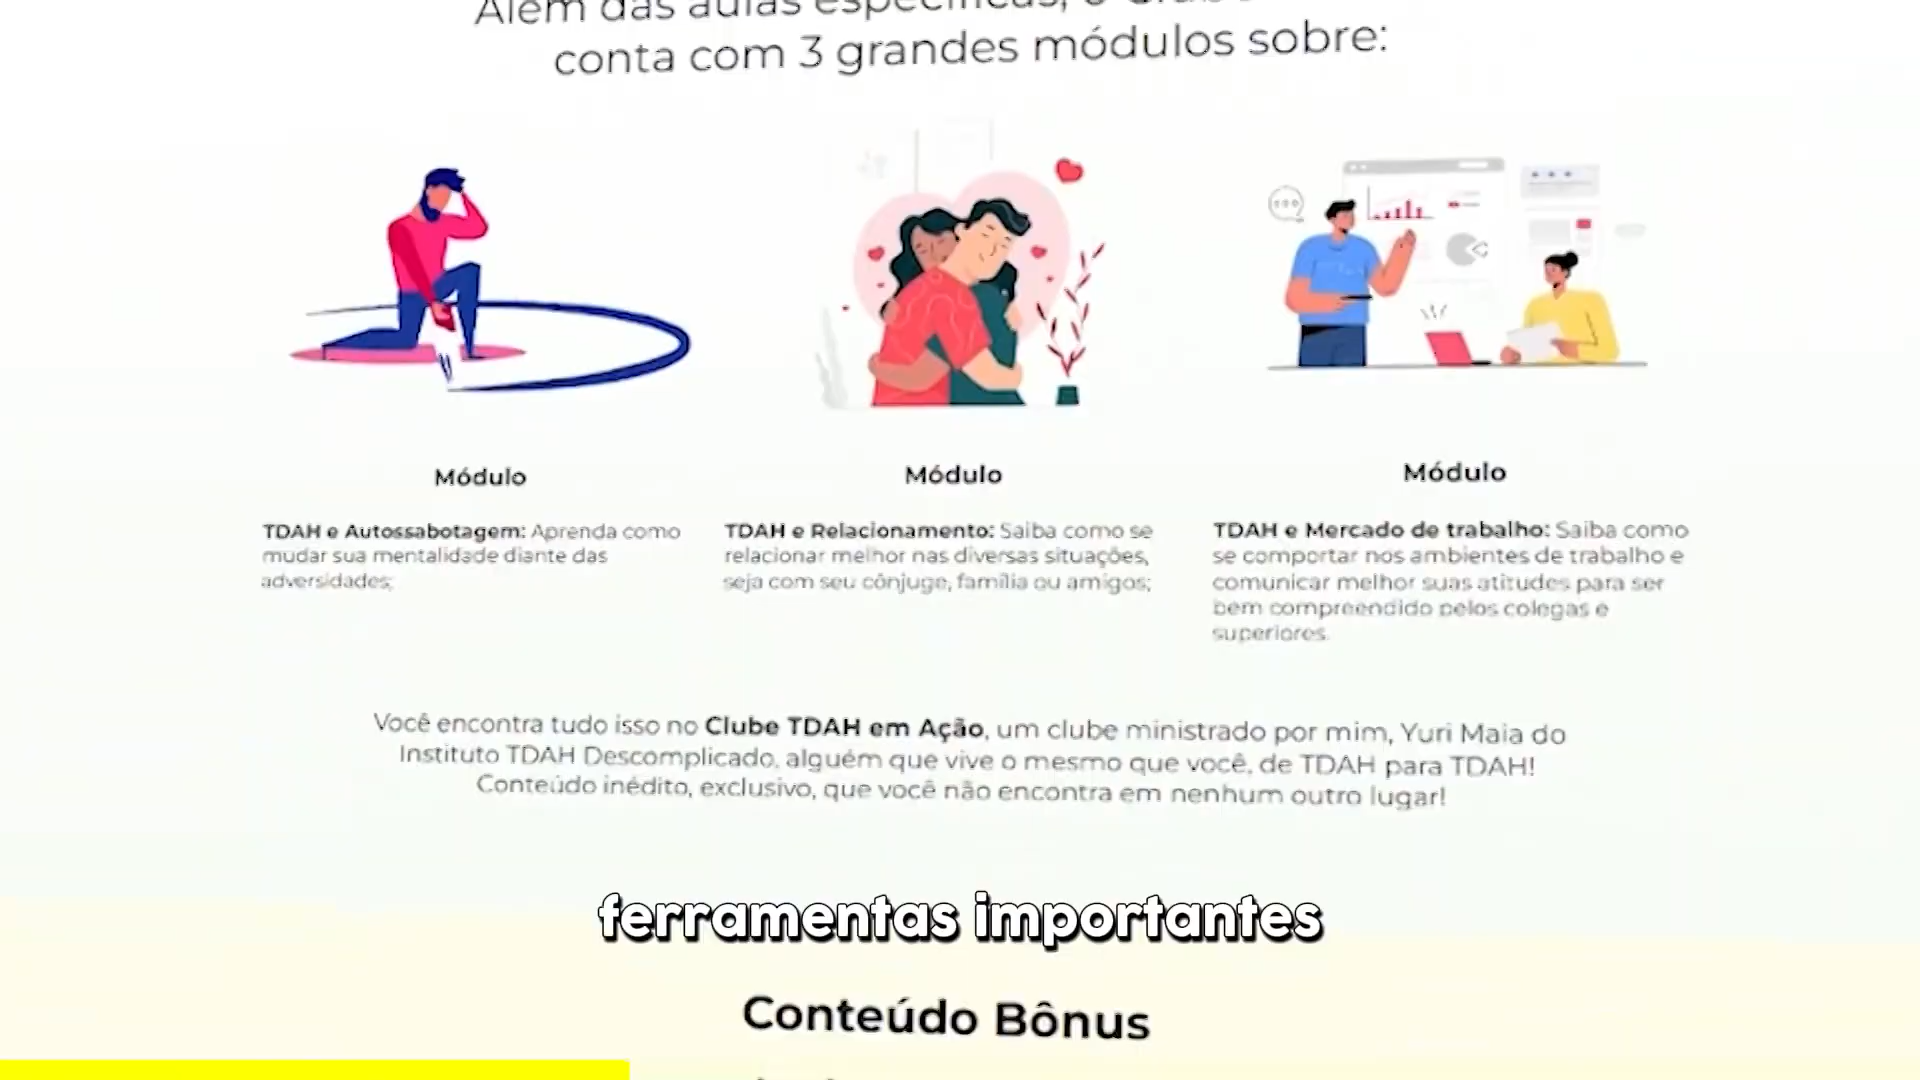 Além das aulas específicas, o
conta com 3 grandes módulos sobre:
Módulo
TDAH e Autossabotagem: Aprenda como
mudar sua mentalidade diante das
adversidades;
Módulo
TDAH e Relacionamento: Saiba como se
relacionar melhor nas diversas situações,
seja com seu cônjuge, família ou amigos;
Módulo
TDAH e Mercado de trabalho: Saiba como
se comportar nos ambientes de trabalho e
comunicar melhor suas atitudes para ser
bem compreendido pelos colegas e
superiores.
Você encontra tudo isso no Clube TDAH em Ação, um clube ministrado por mim, Yuri Maia do
Instituto TDAH Descomplicado, alguém que vive o mesmo que você, de TDAH para TDAH!
Conteúdo inédito, exclusivo, que você não encontra em nenhum outro lugar!
ferramentas importantes
Conteúdo Bônus